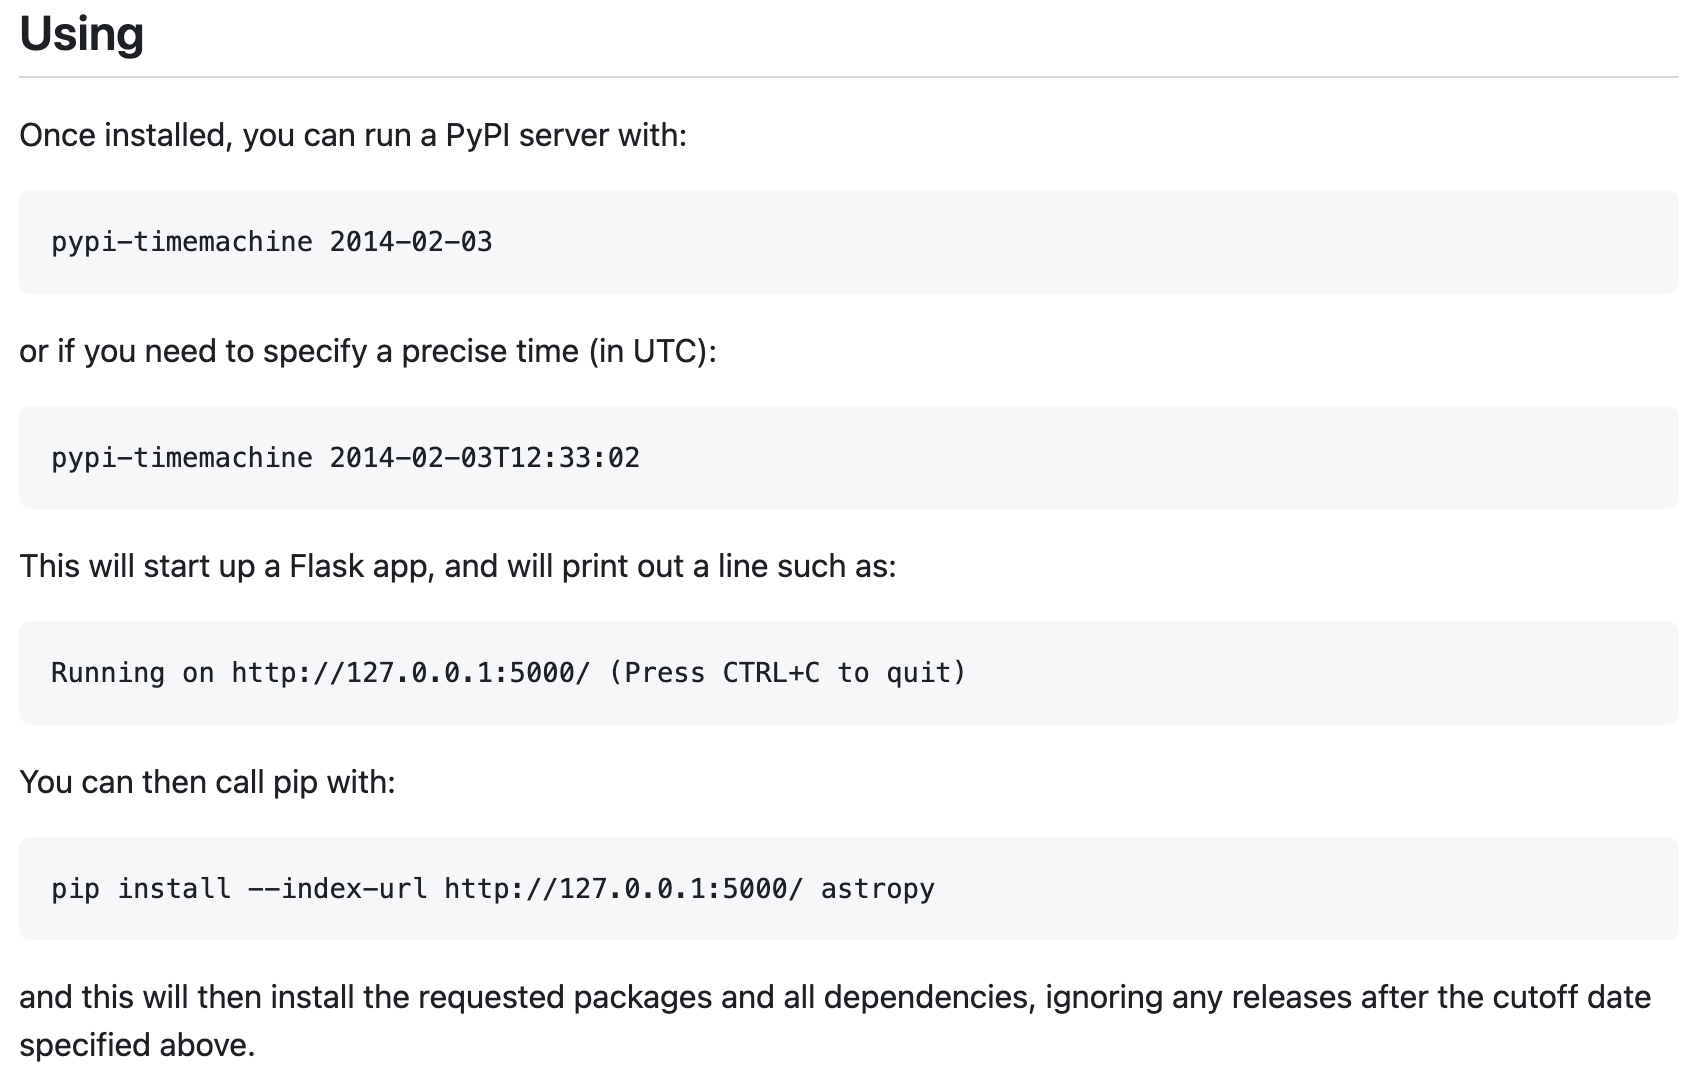 Using
Once installed, you can run a PyPI server with:
pypi-timemachine 2014-02-03
or if you need to specify a precise time (in UTC):
pypi-timemachine 2014-02-03T12:33:02
This will start up a Flask app, and will print out a line such as:
Running on http://127.0.0.1:5000/ (Press CTRL+C to quit)
You can then call pip with:
pip install --index-url http://127.0.0.1:5000/ astropy
and this will then install the requested packages and all dependencies, ignoring any releases after the cutoff date
specified above.